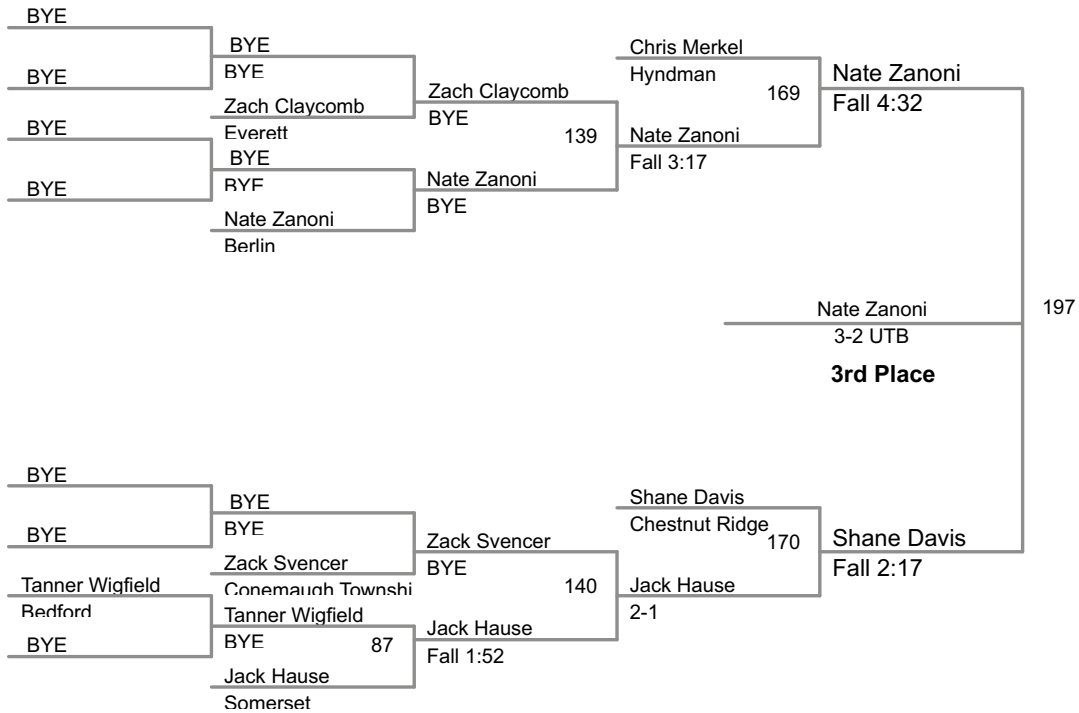 BYE
BYE
BYE
BYE
BYE
BYE
Zach Claycomb
Everett
BYE
BYE
Nate Zanoni
Berlin
Zach Claycomb
BYE
139
Nate Zanoni
BYE
Chris Merkel
Hyndman
169
Nate Zanoni
Fall 3:17
Nate Zanoni
Fall 4:32
Nate Zanoni
3-2 UTB
3rd Place
197
BYE
BYE
Tanner Wigfield
Bedford
BYE
BYE
BYE
Zack Svencer
Conemaugh Townshi
Tanner Wigfield
BYE
87
Jack Hause
Somerset
Zack Svencer
BYE
140
Jack Hause
Fall 1:52
Shane Davis
Chestnut Ridge
170
Jack Hause
2-1
Shane Davis
Fall 2:17